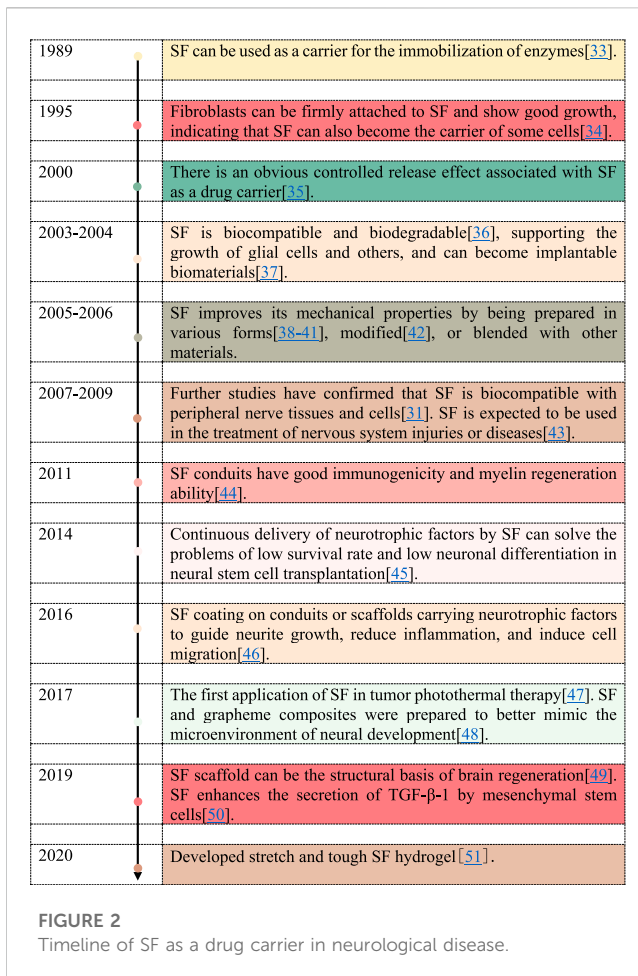 1989
SF can be used as a carrier for the immobilization of enzymes[33].
1995
Fibroblasts can be firmly attached to SF and show good growth,
indicating that SF can also become the carrier of some cells[34].
2000
There is an obvious controlled release effect associated with SF
as a drug carrier[35].
2003-2004
SF is biocompatible and biodegradable[36], supporting the
growth of glial cells and others, and can become implantable
biomaterials[37].
2005-2006
SF improves its mechanical properties by being prepared in
various forms[38-41], modified[42], or blended with other
materials.
2007-2009
Further studies have confirmed that SF is biocompatible with
peripheral nerve tissues and cells[31]. SF is expected to be used
in the treatment of nervous system injuries or diseases[43].
2011
SF conduits have good immunogenicity and myelin regeneration
ability[44].
2014
Continuous delivery of neurotrophic factors by SF can solve the
problems of low survival rate and low neuronal differentiation in
neural stem cell transplantation[45].
2016
SF coating on conduits or scaffolds carrying neurotrophic factors
to guide neurite growth, reduce inflammation, and induce cell
migration[46].
2017
The first application of SF in tumor photothermal therapy[47]. SF
and grapheme composites were prepared to better mimic the
microenvironment of neural development[48].
2019
SF scaffold can be the structural basis of brain regeneration[49].
SF enhances the secretion of TGF-β-1 by mesenchymal stem
cells[50].
2020
Developed stretch and tough SF hydrogel[51].
FIGURE 2
Timeline of SF as a drug carrier in neurological disease.